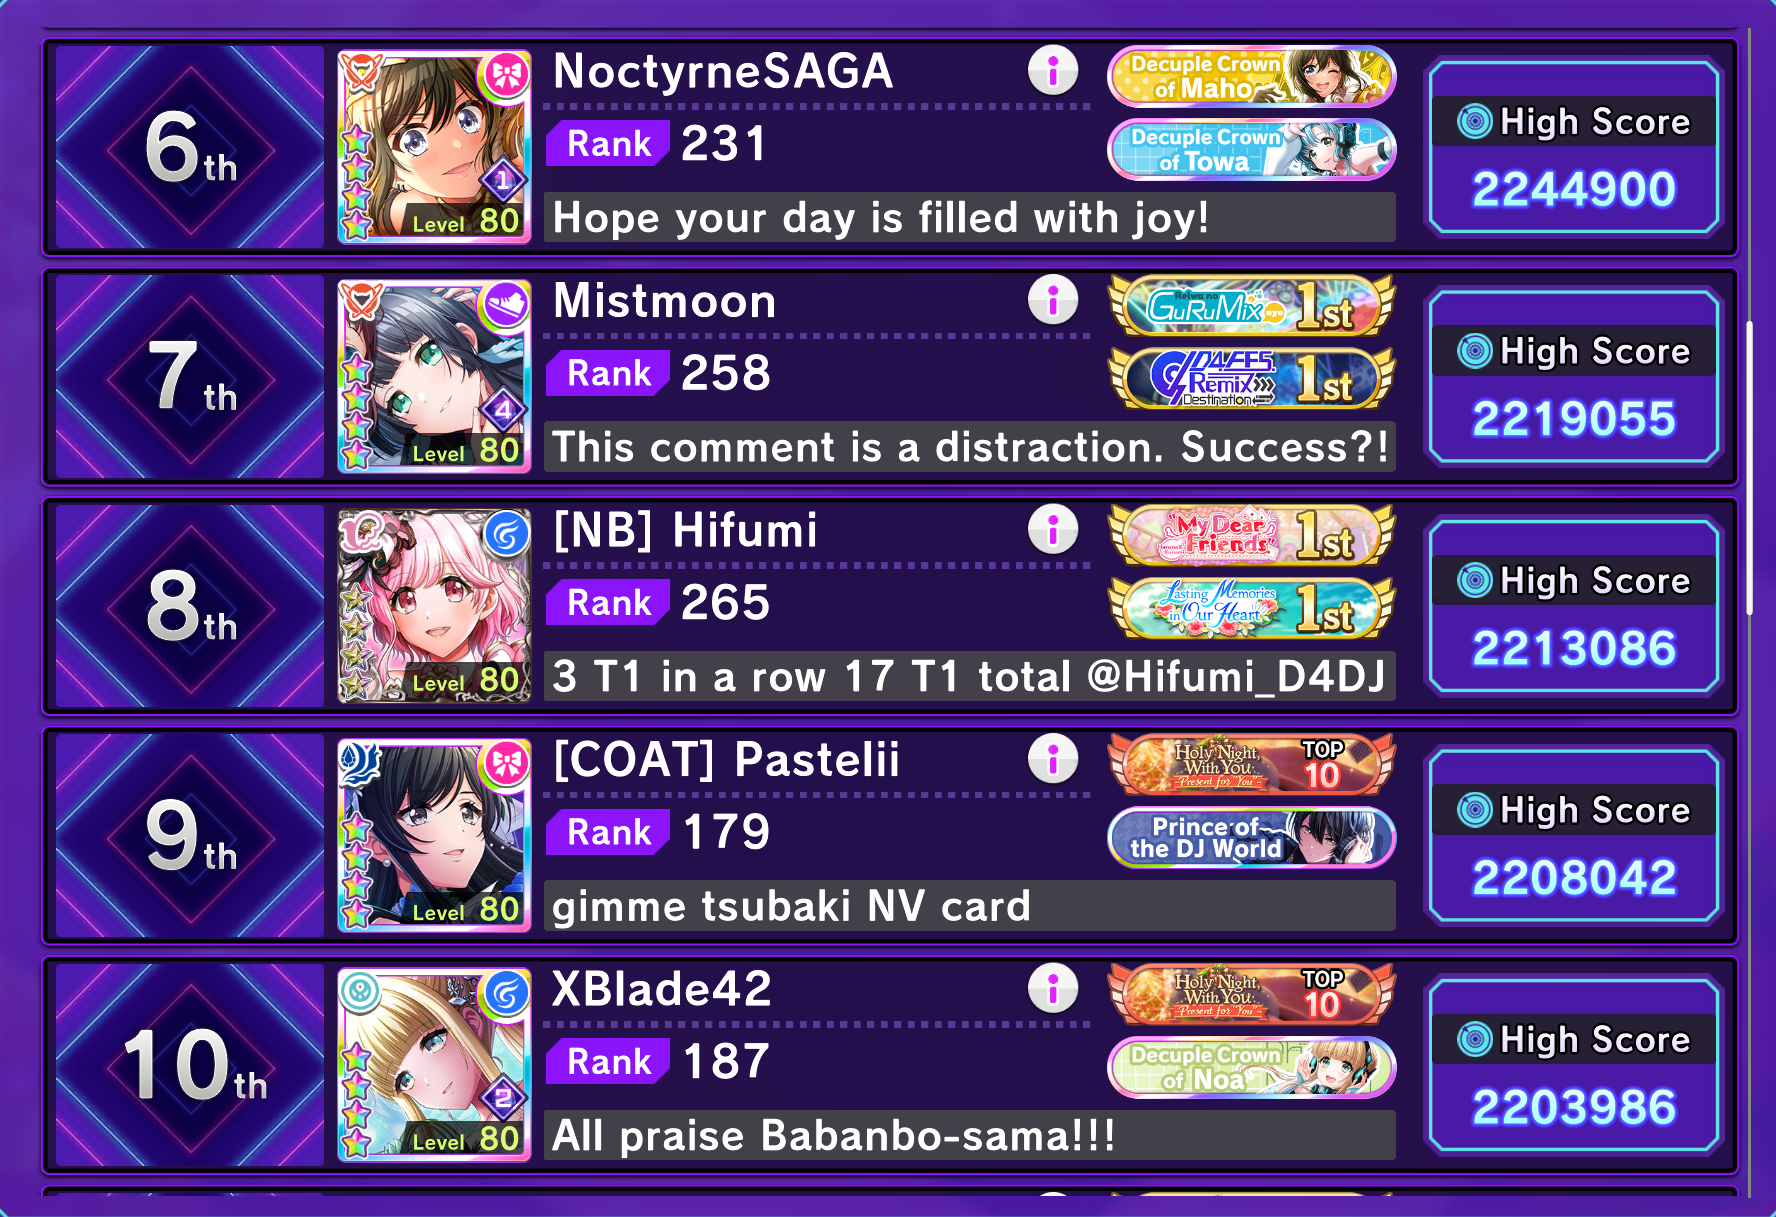 6th
NoctyrneSAGA
Rank 231
Hope your day is filled with joy!
1
Level 80
Decuple Crown
of Maho
Decuple Crown
of Towa
High Score
2244900
7th
Mistmoon
Rank 258
This comment is a distraction. Success?!
4
Level 80
Reiwa no
GuRuMix
1st
D4FES.
Remix
Destination
1st
High Score
2219055
8th
[NB] Hifumi
Rank 265
3 T1 in a row 17 T1 total @Hifumi_D4DJ
Level 80
"My Dear
Friends"
1st
Lasting Memories
in Our Heart
1st
High Score
2213086
9th
[COAT] Pastelii
Rank 179
gimme tsubaki NV card
Level 80
Holy Night,
With You
-Present for "You"-
TOP
10
Prince of
the DJ World
High Score
2208042
10th
XBlade42
Rank 187
All praise Babanbo-sama!!!
2
Level 80
Holy Night,
With You
-Present for "You"-
TOP
10
Decuple Crown
of Noa
High Score
2203986